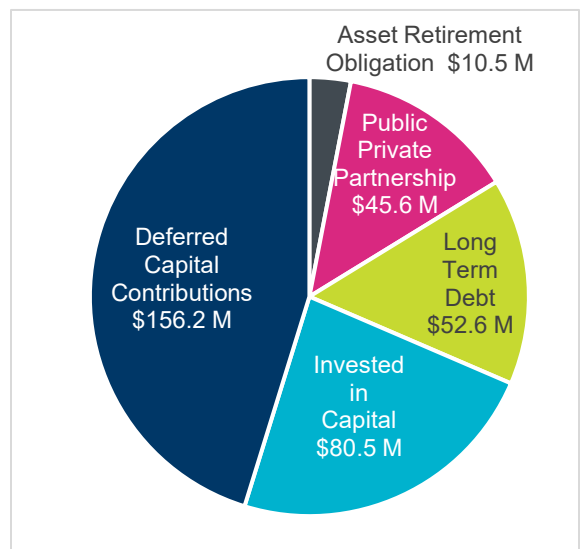 Asset Retirement
Obligation $10.5 M
Public
Private
Partnership
$45.6 M
Long
Term
Debt
$52.6 M
Invested
in
Capital
$80.5 M
Deferred
Capital
Contributions
$156.2 M